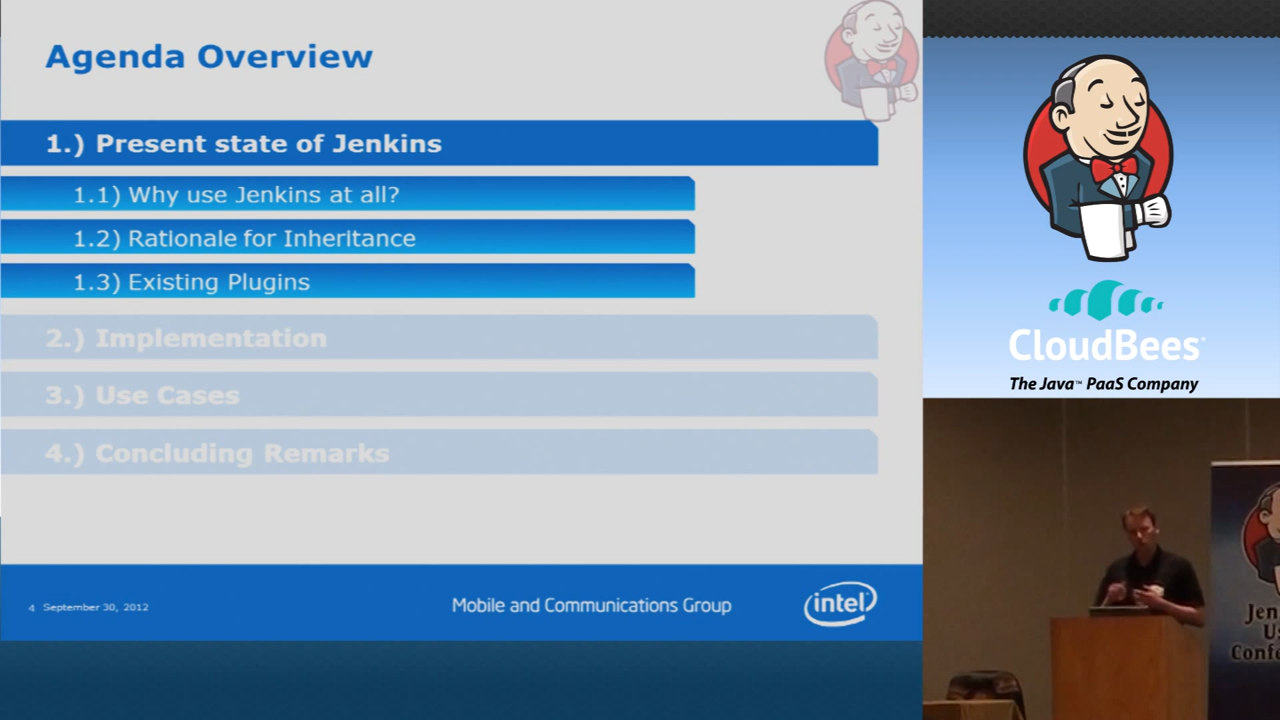 Agenda Overview
1.) Present state of Jenkins
1.1) Why use Jenkins at all?
1.2) Rationale for Inheritance
1.3) Existing Plugins
2.) Implementation
3.) Use Cases
4.) Concluding Remarks
4 September 30, 2012
Mobile and Communications Group
intel
CloudBees
The Java™ PaaS Company